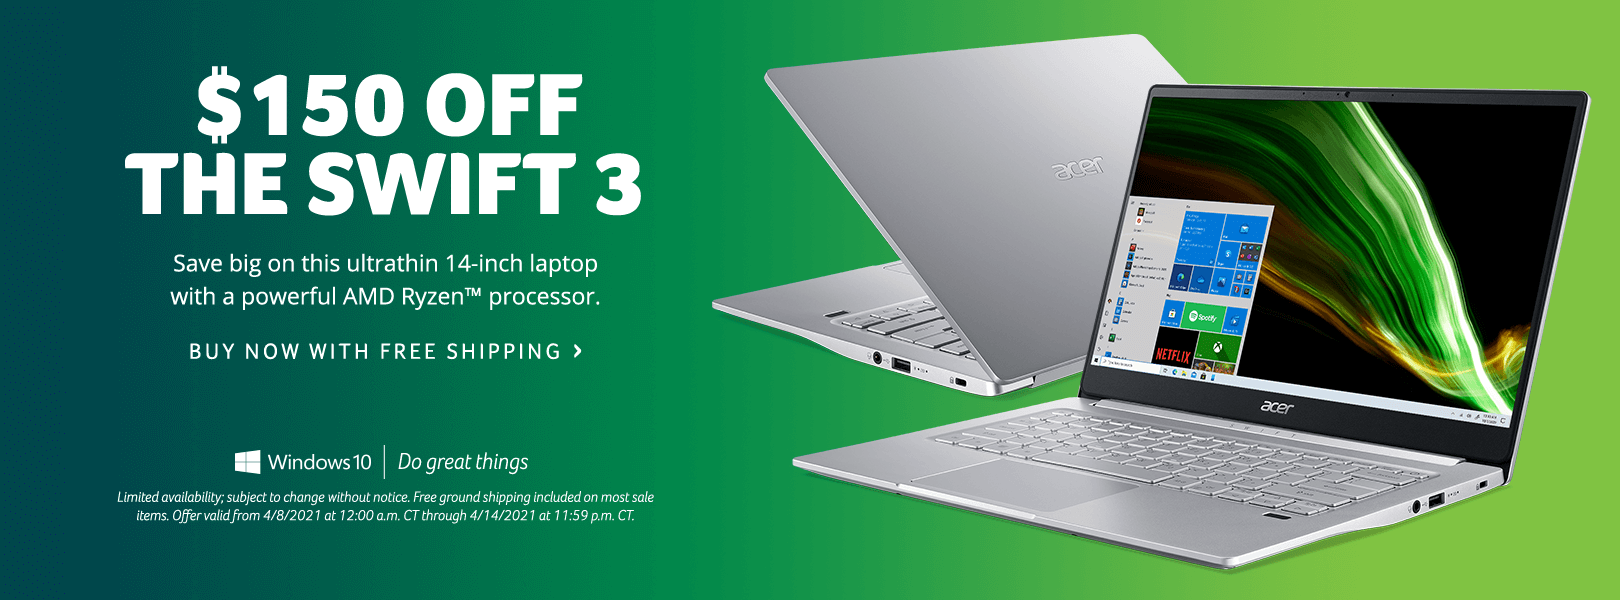 $150 OFF
THE SWIFT 3
Save big on this ultrathin 14-inch laptop
with a powerful AMD Ryzen™ processor.
BUY NOW WITH FREE SHIPPING ›
Windows 10 | Do great things
Limited availability; subject to change without notice. Free ground shipping included on most sale
items. Offer valid from 4/8/2021 at 12:00 a.m. CT through 4/14/2021 at 11:59 p.m. CT.
acer
Spotify
NETFLIX
acer